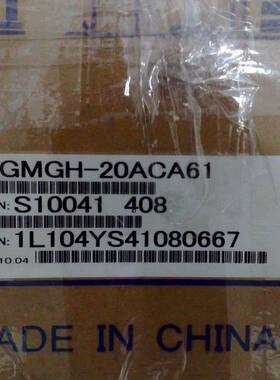 GMGH-20ACA61
N: S10041 408
N: 1L104YS41080667
10.04
ADE IN CHINA